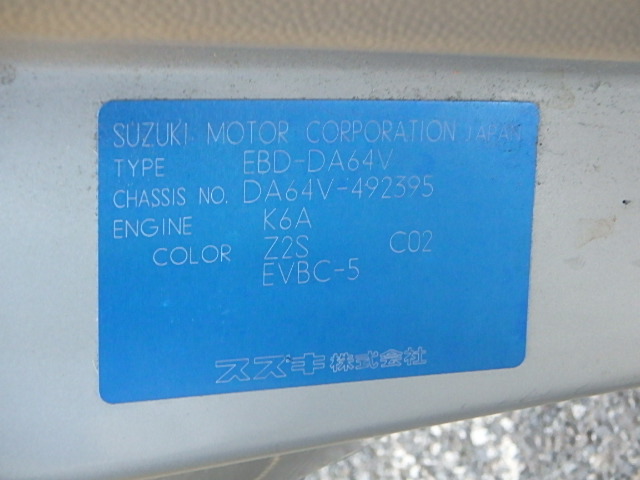 SUZUKI MOTOR CORPORATION JAPAN
TYPE EBD-DA64V
CHASSIS NO. DA64V-492395
ENGINE K6A
COLOR Z2S C02
EVBC-5
スズキ株式会社